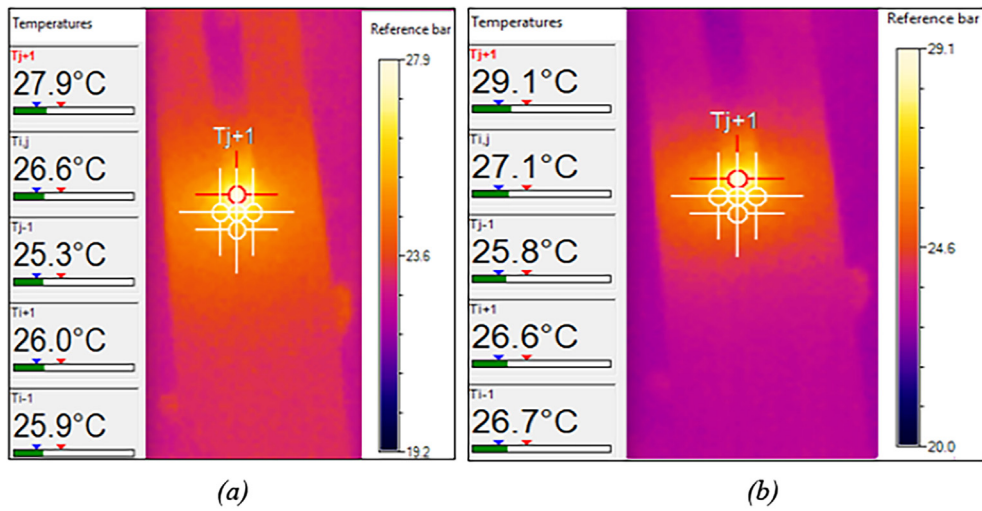 Temperatures
Reference bar
Tj+1
27.9°C
Ti,j
26.6°C
Tj-1
25.3°C
Ti+1
26.0°C
Ti-1
25.9°C
Tj+1
27.9
23.6
19.2
(a)
Temperatures
Reference bar
Tj+1
29.1°C
Ti,j
27.1°C
Tj-1
25.8°C
Ti+1
26.6°C
Ti-1
26.7°C
Tj+1
29.1
24.6
20.0
(b)